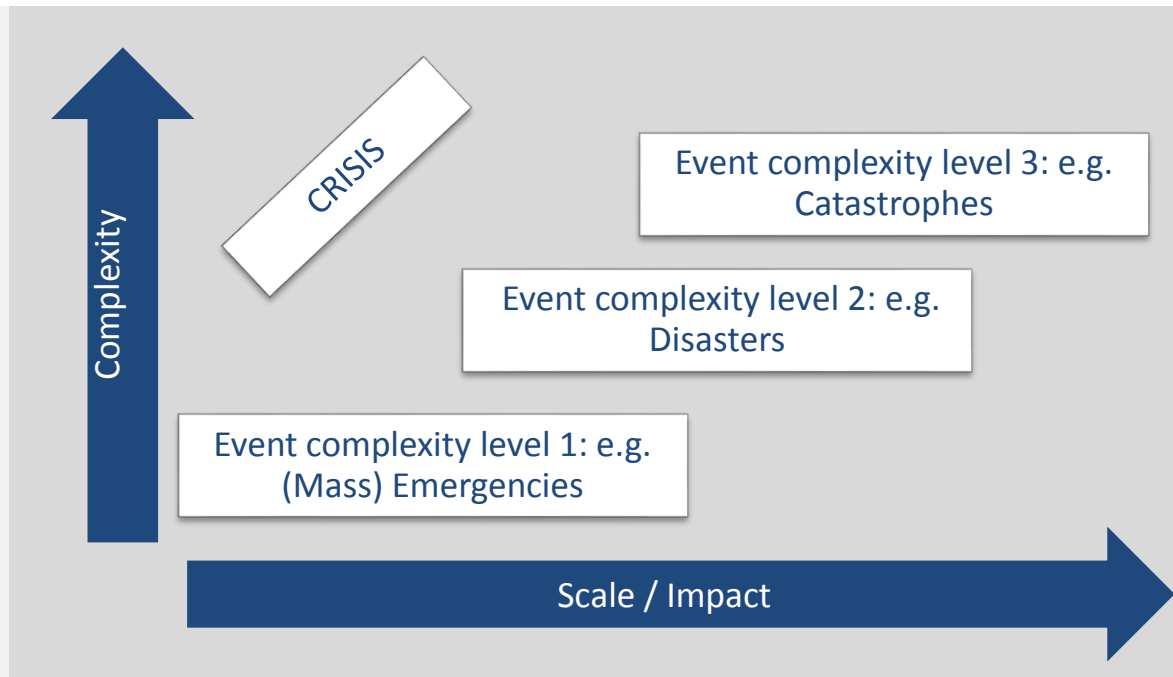 CRISIS
Event complexity level 3: e.g.
Catastrophes
Complexity
Event complexity level 2: e.g.
Disasters
Event complexity level 1: e.g.
(Mass) Emergencies
Scale / Impact